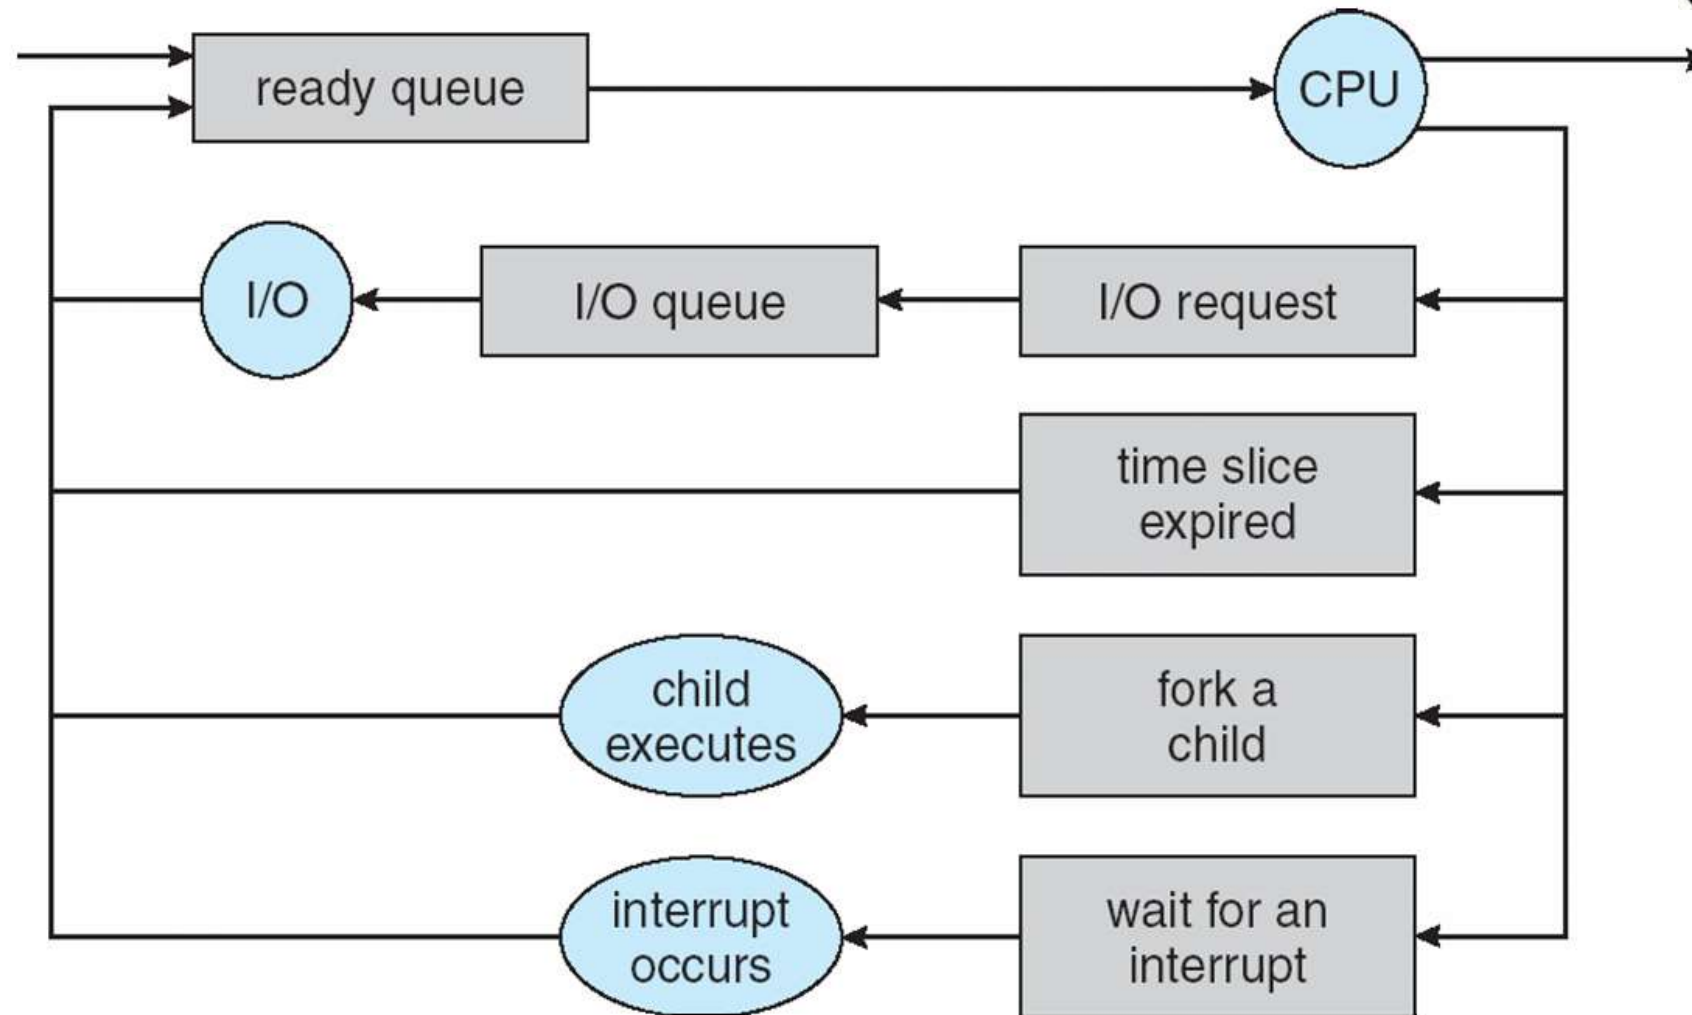 ready queue
CPU
I/O
I/O queue
I/O request
time slice
expired
child
executes
fork a
child
interrupt
occurs
wait for an
interrupt